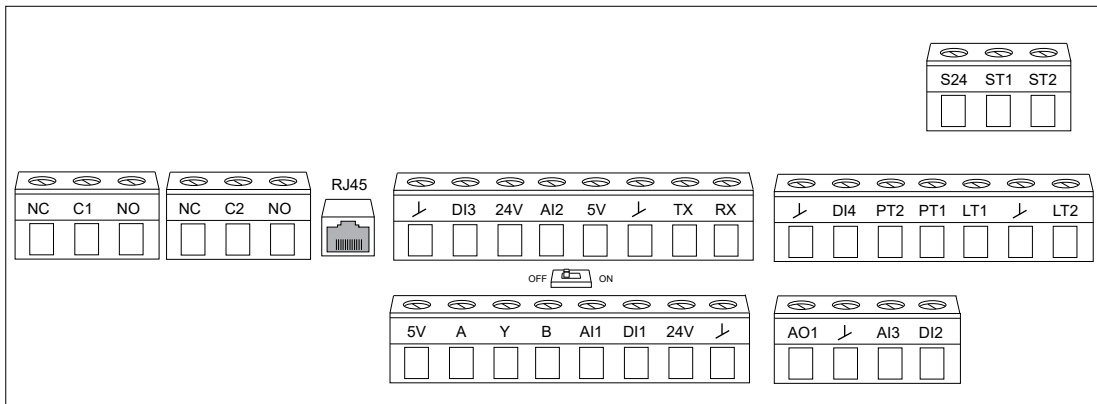 S24 ST1 ST2
RJ45
NC C1 NO NC C2 NO DI3 24V AI2 5V TX RX DI4 PT2 PT1 LT1 LT2
OFF ON
5V A Y B AI1 DI1 24V AO1 AI3 DI2